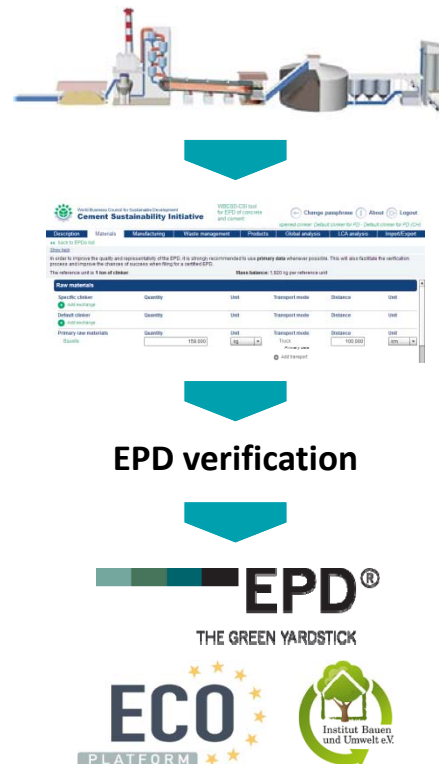 World Business Council for Sustainable Development
Cement Sustainability Initiative
WBCSD-CSI tool
for EPD of concrete
and cement
Change passphrase
About
Logout
Description Materials Manufacturing Waste management Products Global analysis LCA analysis Import/Export
Show text
In order to improve the quality and representativity of the EPD, it is strongly recommended to use primary data whenever possible. This will also facilitate the verification
process and improve the chances of success when filing for a certified EPD.
The reference unit is 1 ton of clinker.
Raw materials
Specific clinker Quantity Unit Transport mode Distance Unit
Add exchange
Default clinker Quantity Unit Transport mode Distance Unit
Add exchange
Primary raw materials Quantity Unit Transport mode Distance Unit
Bauxite 150.000 kg Truck 100.000 km
Add transport
EPD verification
EPD®
THE GREEN YARDSTICK
ECO
PLATFORM
Institut Bauen
und Umwelt e.V.